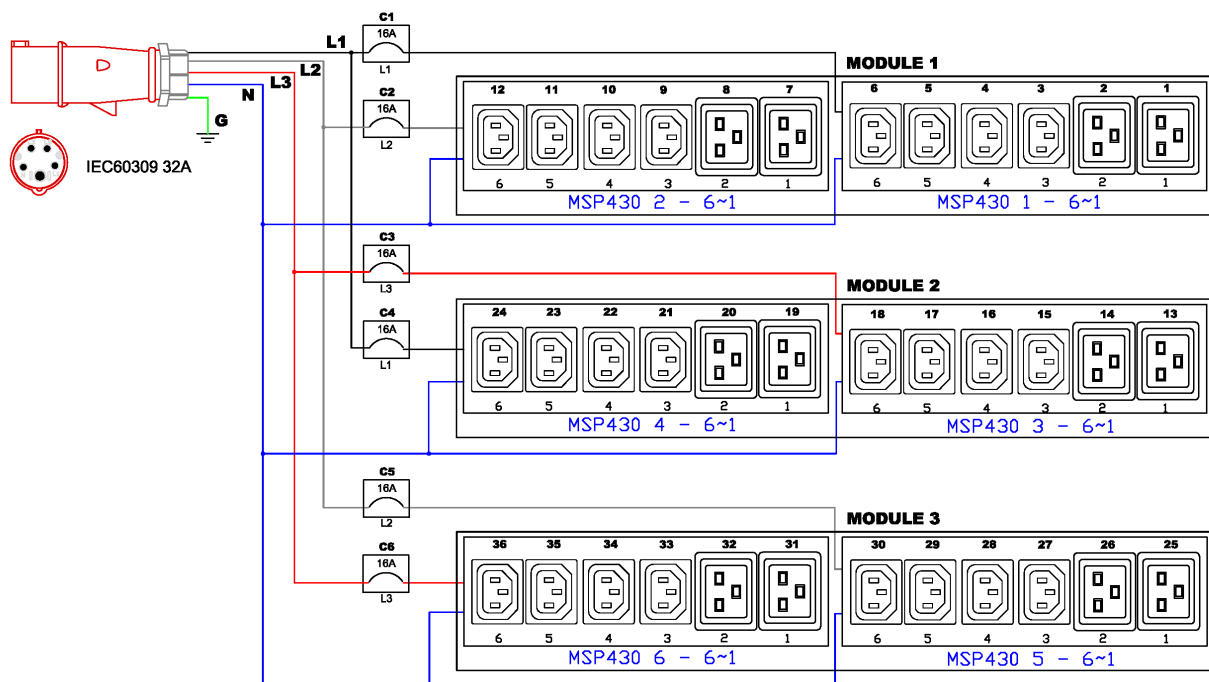 C1
16A
L1
L1
L2
L3
N
G
IEC60309 32A
C2
16A
L2
MODULE 1
12 11 10 9 8 7 6 5 4 3 2 1
6 5 4 3 2 1 6 5 4 3 2 1
MSP430 2 - 6~1 MSP430 1 - 6~1
C3
16A
L3
C4
16A
L1
MODULE 2
24 23 22 21 20 19 18 17 16 15 14 13
6 5 4 3 2 1 6 5 4 3 2 1
MSP430 4 - 6~1 MSP430 3 - 6~1
C5
16A
L2
C6
16A
L3
MODULE 3
36 35 34 33 32 31 30 29 28 27 26 25
6 5 4 3 2 1 6 5 4 3 2 1
MSP430 6 - 6~1 MSP430 5 - 6~1